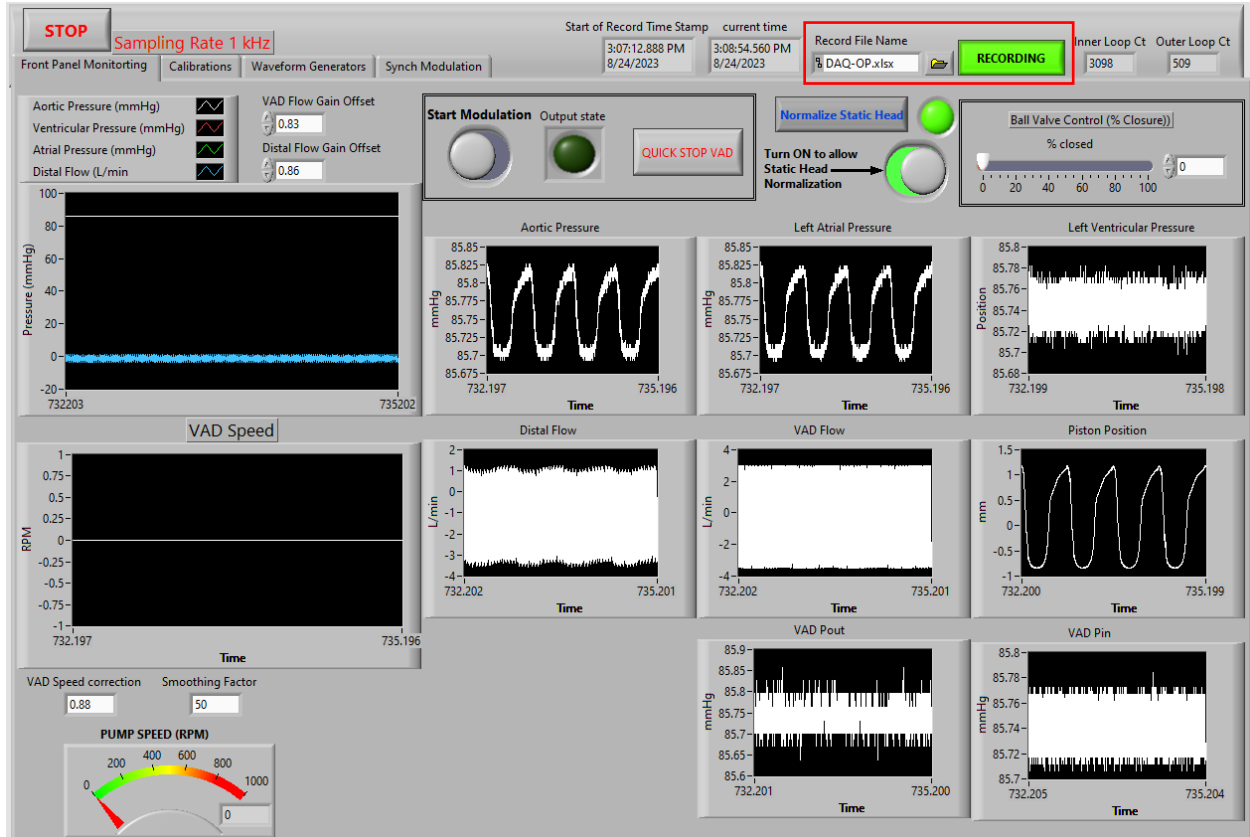 STOP
Sampling Rate 1 kHz
Start of Record Time Stamp
3:07:12.888 PM
8/24/2023
current time
3:08:54.560 PM
8/24/2023
Record File Name
DAQ-OP.xlsx
RECORDING
Inner Loop Ct
3098
Outer Loop Ct
509
Front Panel Monitorting
Calibrations
Waveform Generators
Synch Modulation
Aortic Pressure (mmHg)
Ventricular Pressure (mmHg)
Atrial Pressure (mmHg)
Distal Flow (L/min
VAD Flow Gain Offset
0.83
Distal Flow Gain Offset
0.86
Start Modulation
Output state
QUICK STOP VAD
Normalize Static Head
Turn ON to allow
Static Head
Normalization
Ball Valve Control (% Closure))
% closed
0 20 40 60 80 100
0
Pressure (mmHg)
100
80
60
40
20
0
-20
732203 735202
Aortic Pressure
mmHg
85.85
85.825
85.8
85.775
85.75
85.725
85.7
85.675
732.197 735.196
Time
Left Atrial Pressure
mmHg
85.85
85.825
85.8
85.775
85.75
85.725
85.7
85.675
732.197 735.196
Time
Left Ventricular Pressure
Position
85.8
85.78
85.76
85.74
85.72
85.7
85.68
732.199 735.198
Time
VAD Speed
RPM
1
0.75
0.5
0.25
0
-0.25
-0.5
-0.75
-1
732.197 735.196
Time
Distal Flow
L/min
2
1
0
-1
-2
-3
-4
732.202 735.201
Time
VAD Flow
L/min
4
2
0
-2
-4
732.202 735.201
Time
Piston Position
mm
1.5
1
0.5
0
-0.5
-1
732.200 735.199
Time
VAD Speed correction
0.88
Smoothing Factor
50
PUMP SPEED (RPM)
0 200 400 600 800 1000
0
VAD Pout
mmHg
85.9
85.85
85.8
85.75
85.7
85.65
85.6
732.201 735.200
Time
VAD Pin
mmHg
85.8
85.78
85.76
85.74
85.72
85.7
732.205 735.204
Time